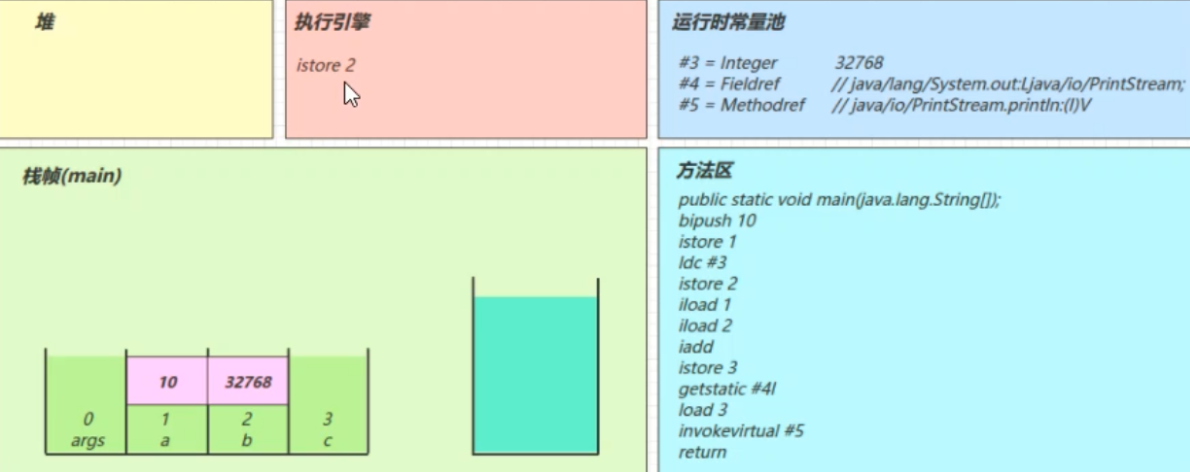 堆
执行引擎
istore 2
运行时常量池
#3 = Integer 32768
#4 = Fieldref // java/lang/System.out:Ljava/io/PrintStream;
#5 = Methodref // java/io/PrintStream.println:(I)V
栈帧(main)
10 32768
0 1 2 3
args a b c
方法区
public static void main(java.lang.String[]);
bipush 10
istore 1
ldc #3
istore 2
iload 1
iload 2
iadd
istore 3
getstatic #4l
load 3
invokevirtual #5
return